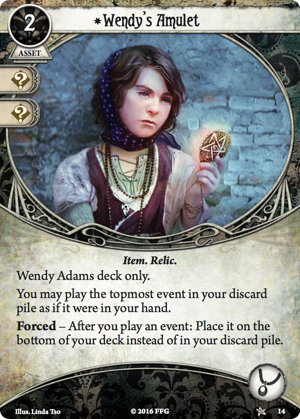 Wendy's Amulet
2
ASSET
?
?
Item. Relic.
Wendy Adams deck only.
You may play the topmost event in your discard
pile as if it were in your hand.
Forced – After you play an event: Place it on the
bottom of your deck instead of in your discard pile.
Illus. Linda Tso
© 2016 FFG
14